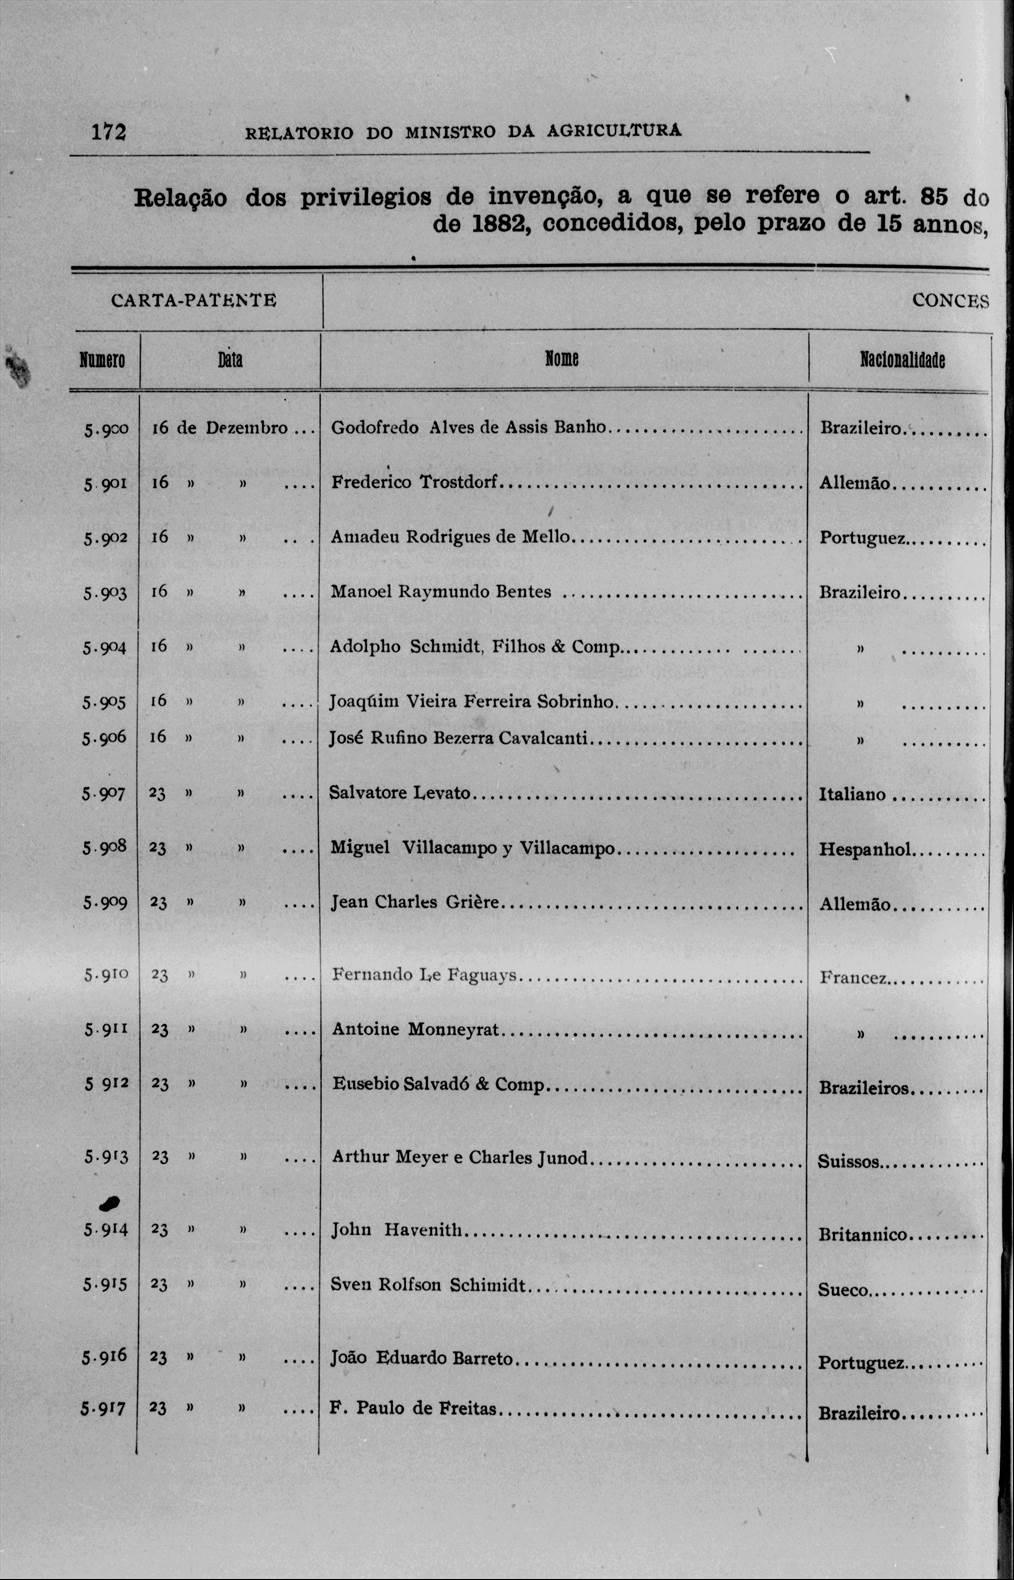 172 RELATORIO DO MINISTRO DA AGRICULTURA
Relação dos privilegios de invenção, a que se refere o art. 85 do
de 1882, concedidos, pelo prazo de 15 annos,
CARTA-PATENTE CONCES
Numero Data Nome Nacionalidade
5.900 16 de Dezembro ... Godofredo Alves de Assis Banho...................... Brazileiro..........
5 901 16 » » .... Frederico Trostdorf.................................. Allemão...........
5.902 16 » » .. . Amadeu Rodrigues de Mello......................... . Portuguez..........
5.903 16 » » .... Manoel Raymundo Bentes ........................... Brazileiro..........
5.904 16 » » .... Adolpho Schmidt, Filhos & Comp............. ....... » ..........
5.905 16 » » .... Joaqúim Vieira Ferreira Sobrinho..................... » ..........
5.906 16 » » .... José Rufino Bezerra Cavalcanti........................ » ..........
5.907 23 » » .... Salvatore Levato..................................... Italiano ...........
5.908 23 » » .... Miguel Villacampo y Villacampo.................... Hespanhol.........
5.909 23 » » .... Jean Charles Grière.................................. Allemão...........
5.910 23 » » .... Fernando Le Faguays................................ Francez............
5.911 23 » » .... Antoine Monneyrat.................................. » ...........
5 912 23 » » .... Eusebio Salvadó & Comp............................. Brazileiros.........
5.913 23 » » .... Arthur Meyer e Charles Junod........................ Suissos.............
5.914 23 » » .... John Havenith...................................... Britannico.........
5.915 23 » » .... Sven Rolfson Schimidt............................... Sueco..............
5.916 23 » » .... João Eduardo Barreto................................ Portuguez..........
5.917 23 » » .... F. Paulo de Freitas.................................. Brazileiro..........